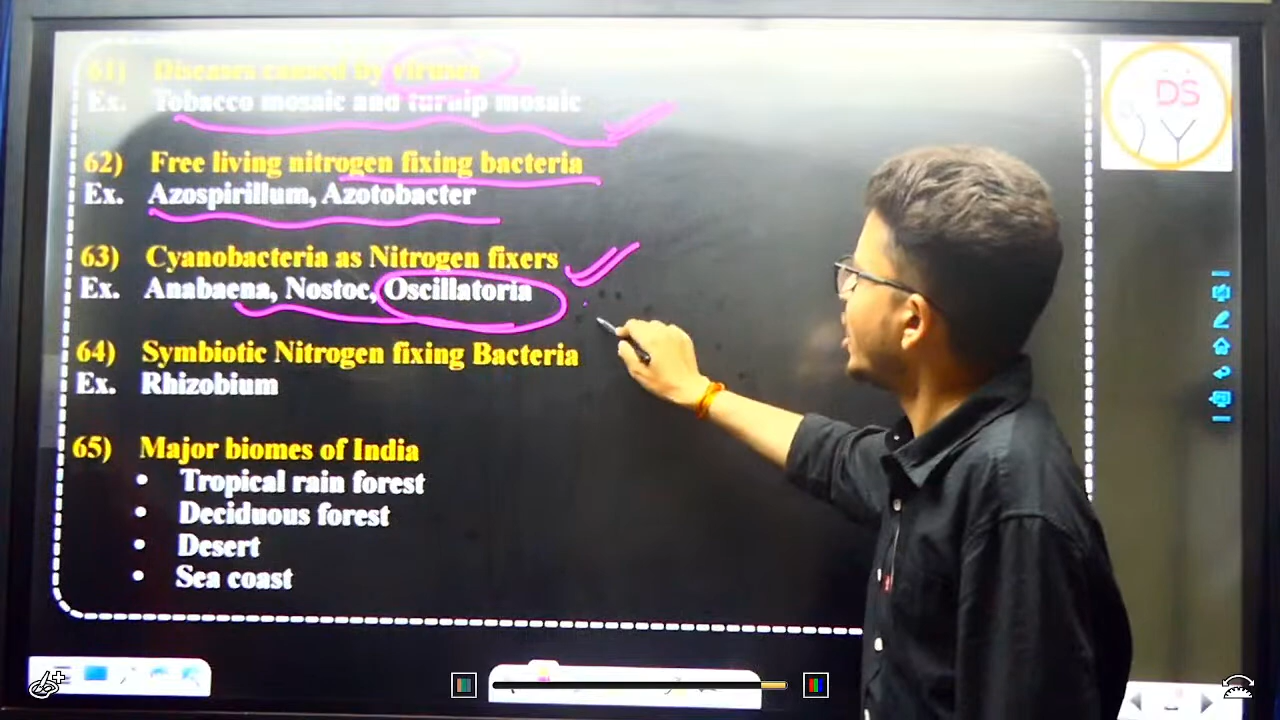 61) Diseases caused by viruses
Ex. Tobacco mosaic and turnip mosaic
62) Free living nitrogen fixing bacteria
Ex. Azospirillum, Azotobacter
63) Cyanobacteria as Nitrogen fixers
Ex. Anabaena, Nostoc, Oscillatoria
64) Symbiotic Nitrogen fixing Bacteria
Ex. Rhizobium
65) Major biomes of India
• Tropical rain forest
• Deciduous forest
• Desert
• Sea coast
DS